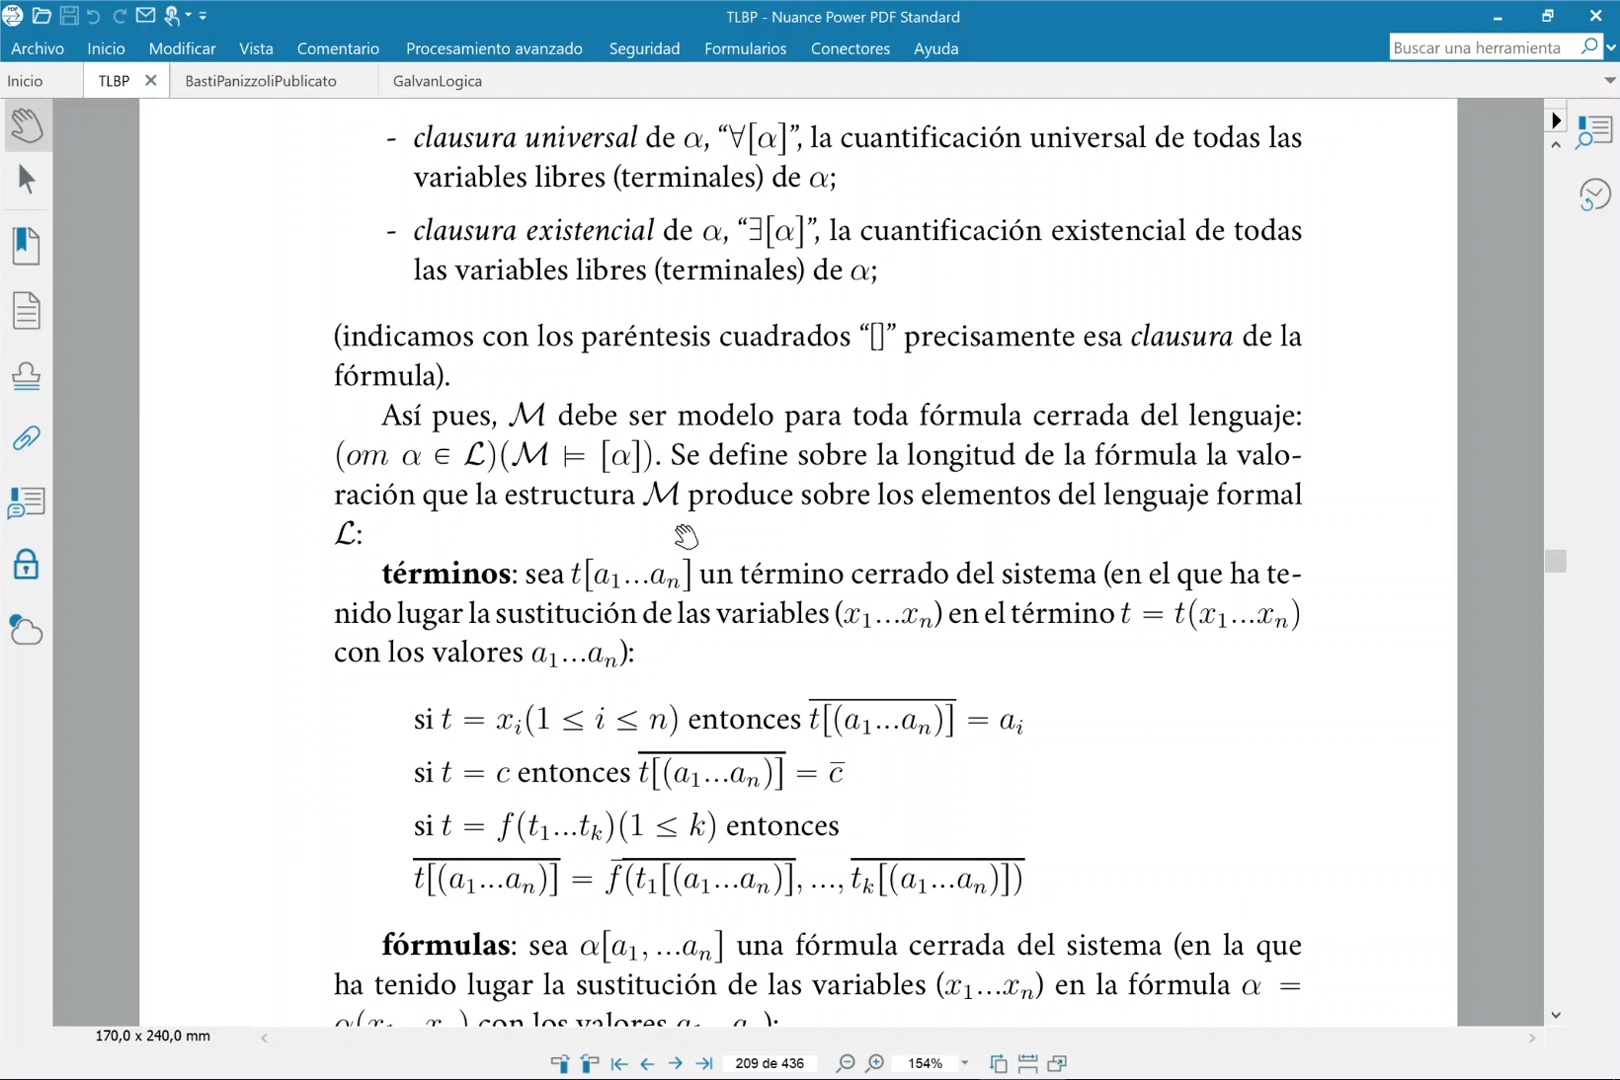 TLBP - Nuance Power PDF Standard
Archivo Inicio Modificar Vista Comentario Procesamiento avanzado Seguridad Formularios Conectores Ayuda Buscar una herramienta
Inicio TLBP BastiPanizzoliPublicato GalvanLogica
- clausura universal de α, “∀[α]”, la cuantificación universal de todas las
variables libres (terminales) de α;
- clausura existencial de α, “∃[α]”, la cuantificación existencial de todas
las variables libres (terminales) de α;
(indicamos con los paréntesis cuadrados “[]” precisamente esa clausura de la
fórmula).
Así pues, ℳ debe ser modelo para toda fórmula cerrada del lenguaje:
(om α ∈ ℒ)(ℳ ⊨ [α]). Se define sobre la longitud de la fórmula la valo-
ración que la estructura ℳ produce sobre los elementos del lenguaje formal
ℒ:
términos: sea t[a₁...aₙ] un término cerrado del sistema (en el que ha te-
nido lugar la sustitución de las variables (x₁...xₙ) en el término t = t(x₁...xₙ)
con los valores a₁...aₙ):
si t = xᵢ(1 ≤ i ≤ n) entonces t[(a₁...aₙ)] = aᵢ
si t = c entonces t[(a₁...aₙ)] = c̄
si t = f(t₁...tₖ)(1 ≤ k) entonces
t[(a₁...aₙ)] = f̄(t₁[(a₁...aₙ)], ..., tₖ[(a₁...aₙ)])
fórmulas: sea α[a₁, ...aₙ] una fórmula cerrada del sistema (en la que
ha tenido lugar la sustitución de las variables (x₁...xₙ) en la fórmula α =
α(x₁...xₙ) con los valores a₁...aₙ):
170,0 x 240,0 mm
209 de 436 154%